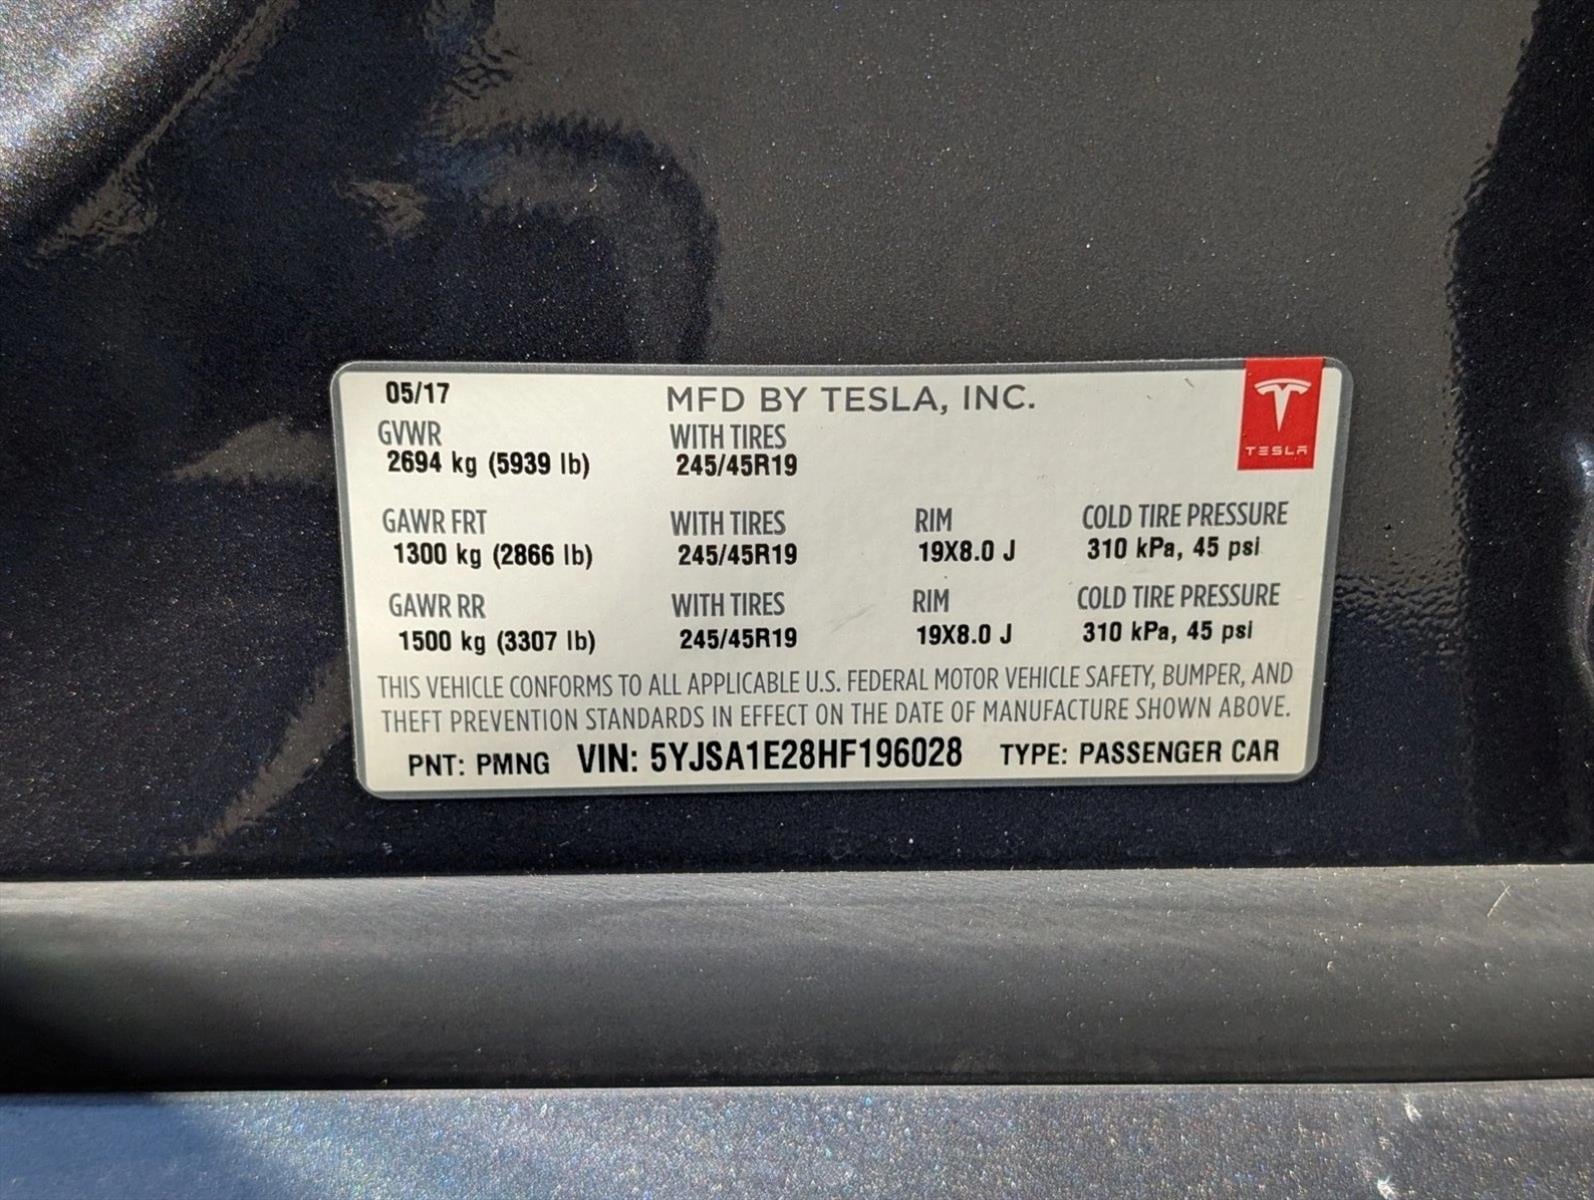 05/17 MFD BY TESLA, INC.
TESLA
GVWR WITH TIRES
2694 kg (5939 lb) 245/45R19
GAWR FRT WITH TIRES RIM COLD TIRE PRESSURE
1300 kg (2866 lb) 245/45R19 19X8.0 J 310 kPa, 45 psi
GAWR RR WITH TIRES RIM COLD TIRE PRESSURE
1500 kg (3307 lb) 245/45R19 19X8.0 J 310 kPa, 45 psi
THIS VEHICLE CONFORMS TO ALL APPLICABLE U.S. FEDERAL MOTOR VEHICLE SAFETY, BUMPER, AND
THEFT PREVENTION STANDARDS IN EFFECT ON THE DATE OF MANUFACTURE SHOWN ABOVE.
PNT: PMNG VIN: 5YJSA1E28HF196028 TYPE: PASSENGER CAR